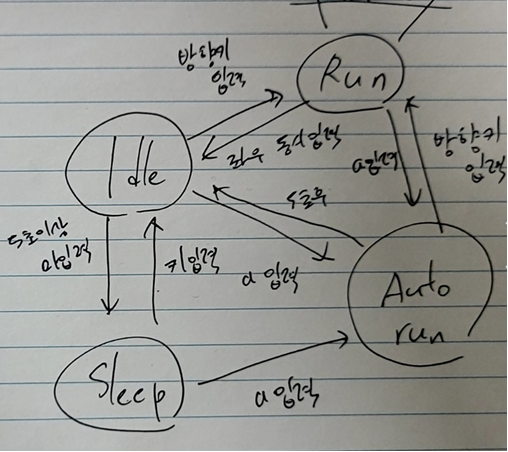 방향키
입력
Run
Idle
좌우 동시입력
a입력
방향키
입력
5초후
5초이상
미입력
키입력
a 입력
Auto
run
Sleep
a 입력